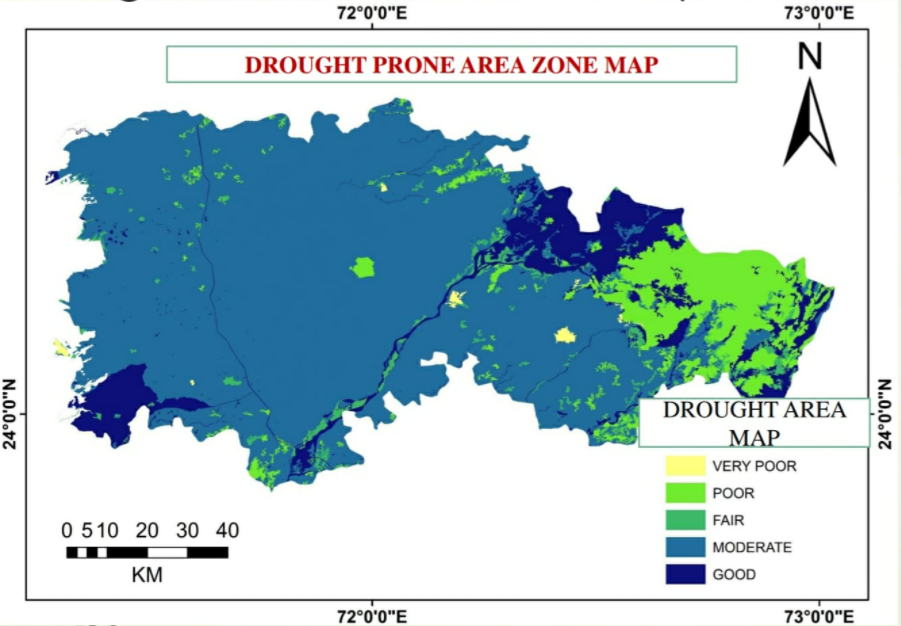 72°0'0"E 73°0'0"E
DROUGHT PRONE AREA ZONE MAP
N
24°0'0"N 24°0'0"N
DROUGHT AREA
MAP
VERY POOR
POOR
FAIR
MODERATE
GOOD
0 5 10 20 30 40
KM
72°0'0"E 73°0'0"E